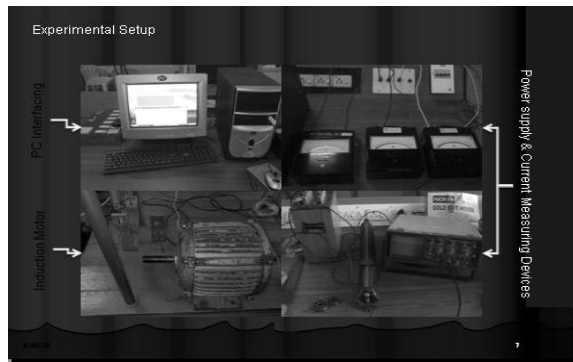 Experimental Setup
PC Interfacing
Induction Motor
Power supply & Current Measuring Devices
7